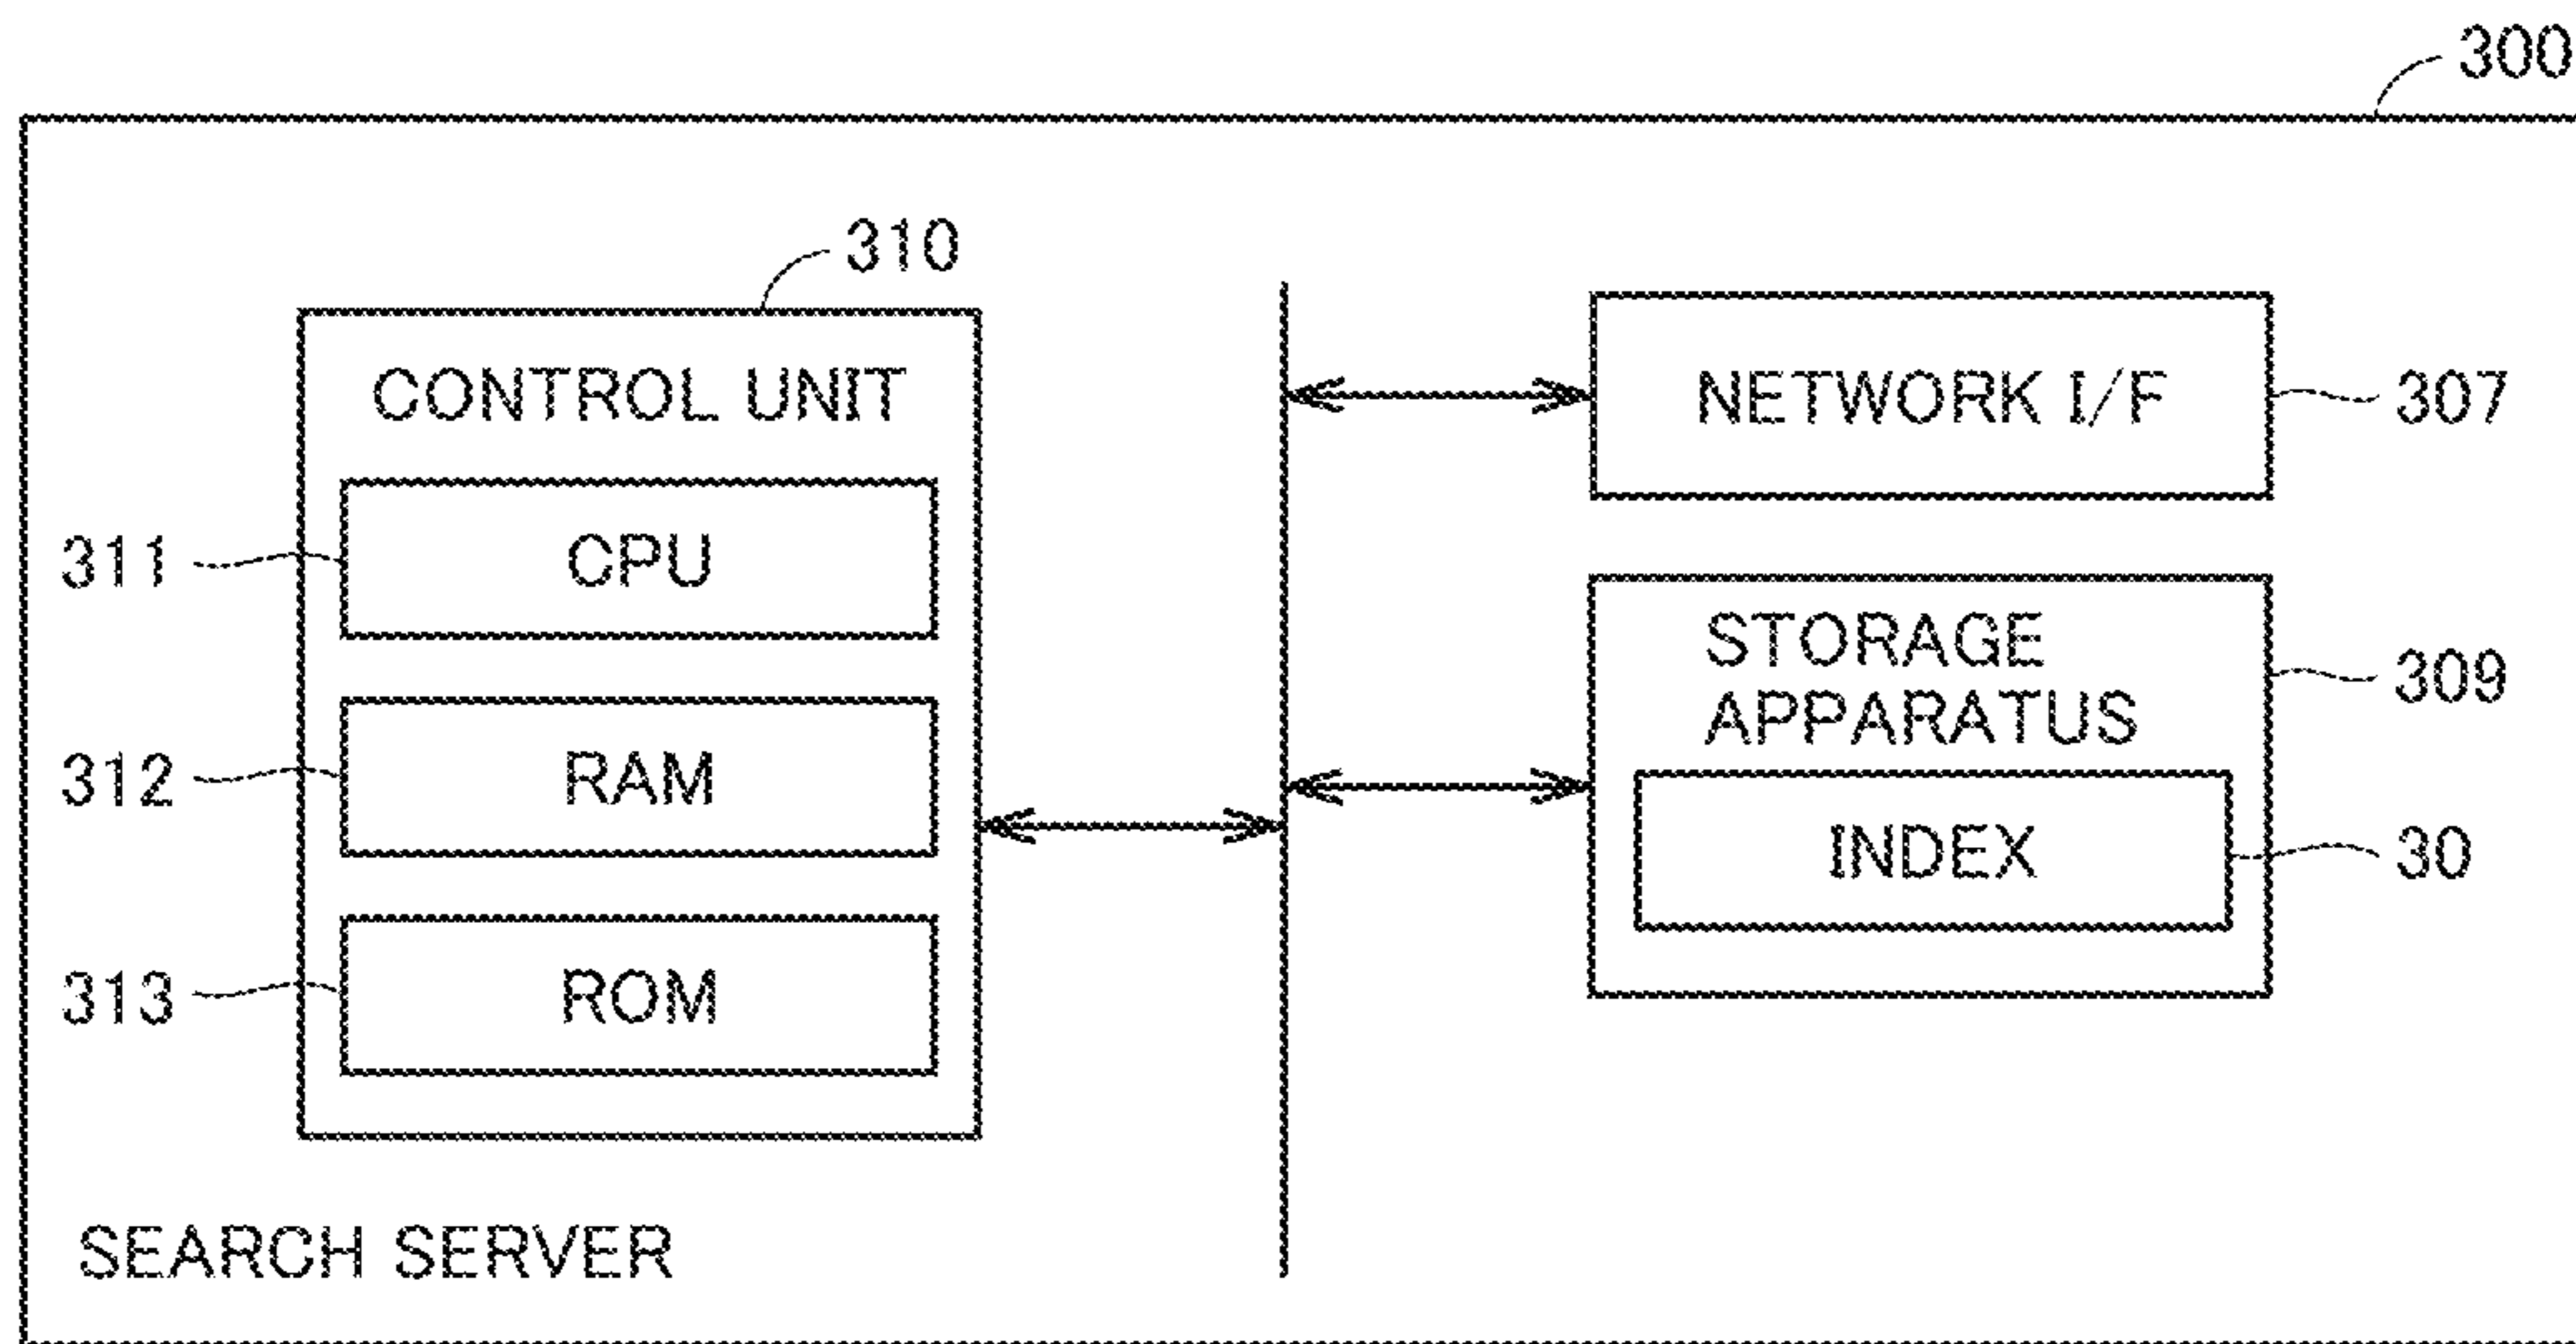 300
310
CONTROL UNIT
NETWORK I/F
307
311
CPU
STORAGE
APPARATUS
309
312
RAM
INDEX
30
313
ROM
SEARCH SERVER